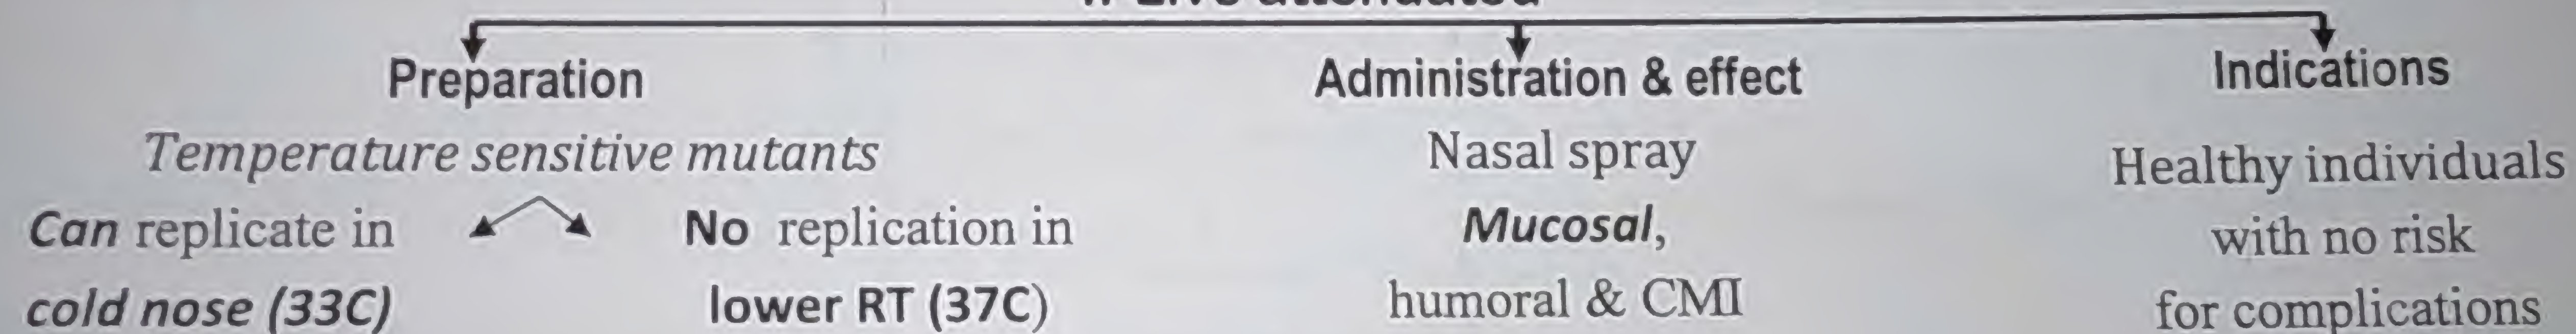 Preparation
Administration & effect
Indications
Temperature sensitive mutants
Nasal spray
Healthy individuals
Can replicate in
No replication in
Mucosal,
with no risk
cold nose (33C)
lower RT (37C)
humoral & CMI
for complications